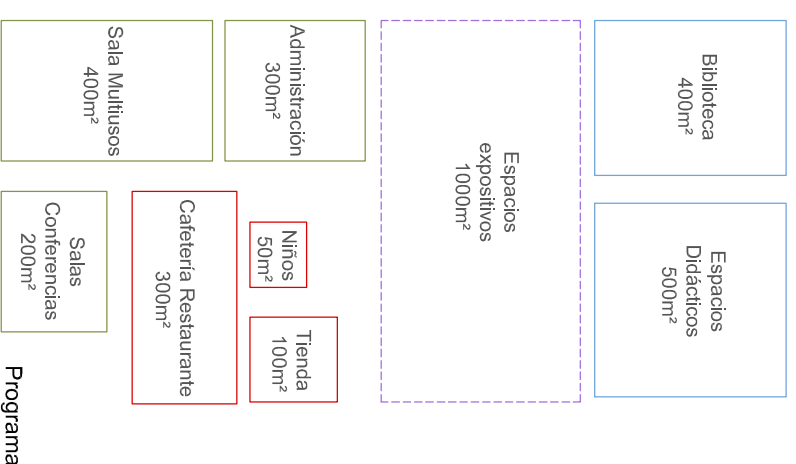 Sala Multiusos
400m²
Administración
300m²
Espacios
expositivos
1000m²
Biblioteca
400m²
Salas
Conferencias
200m²
Cafetería Restaurante
300m²
Niños
50m²
Tienda
100m²
Espacios
Didácticos
500m²
Programa